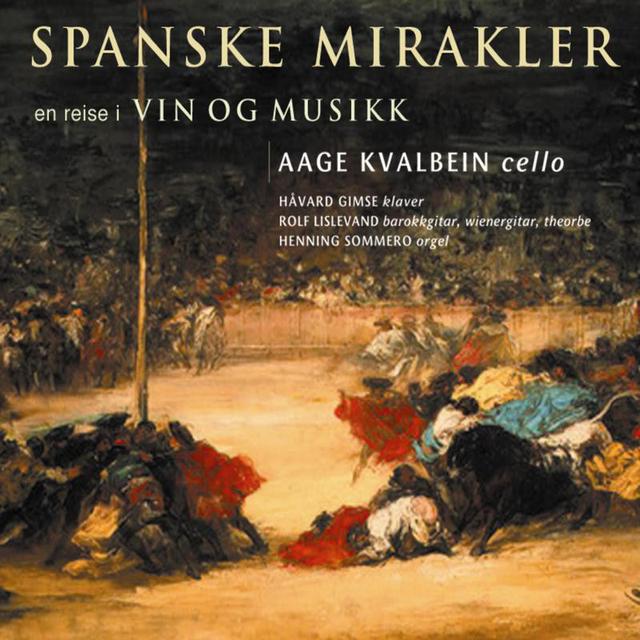 SPANSKE MIRAKLER
en reise i VIN OG MUSIKK
AAGE KVALBEIN cello
HÅVARD GIMSE klaver
ROLF LISLEVAND barokkgitar, wienergitar, theorbe
HENNING SOMMERO orgel